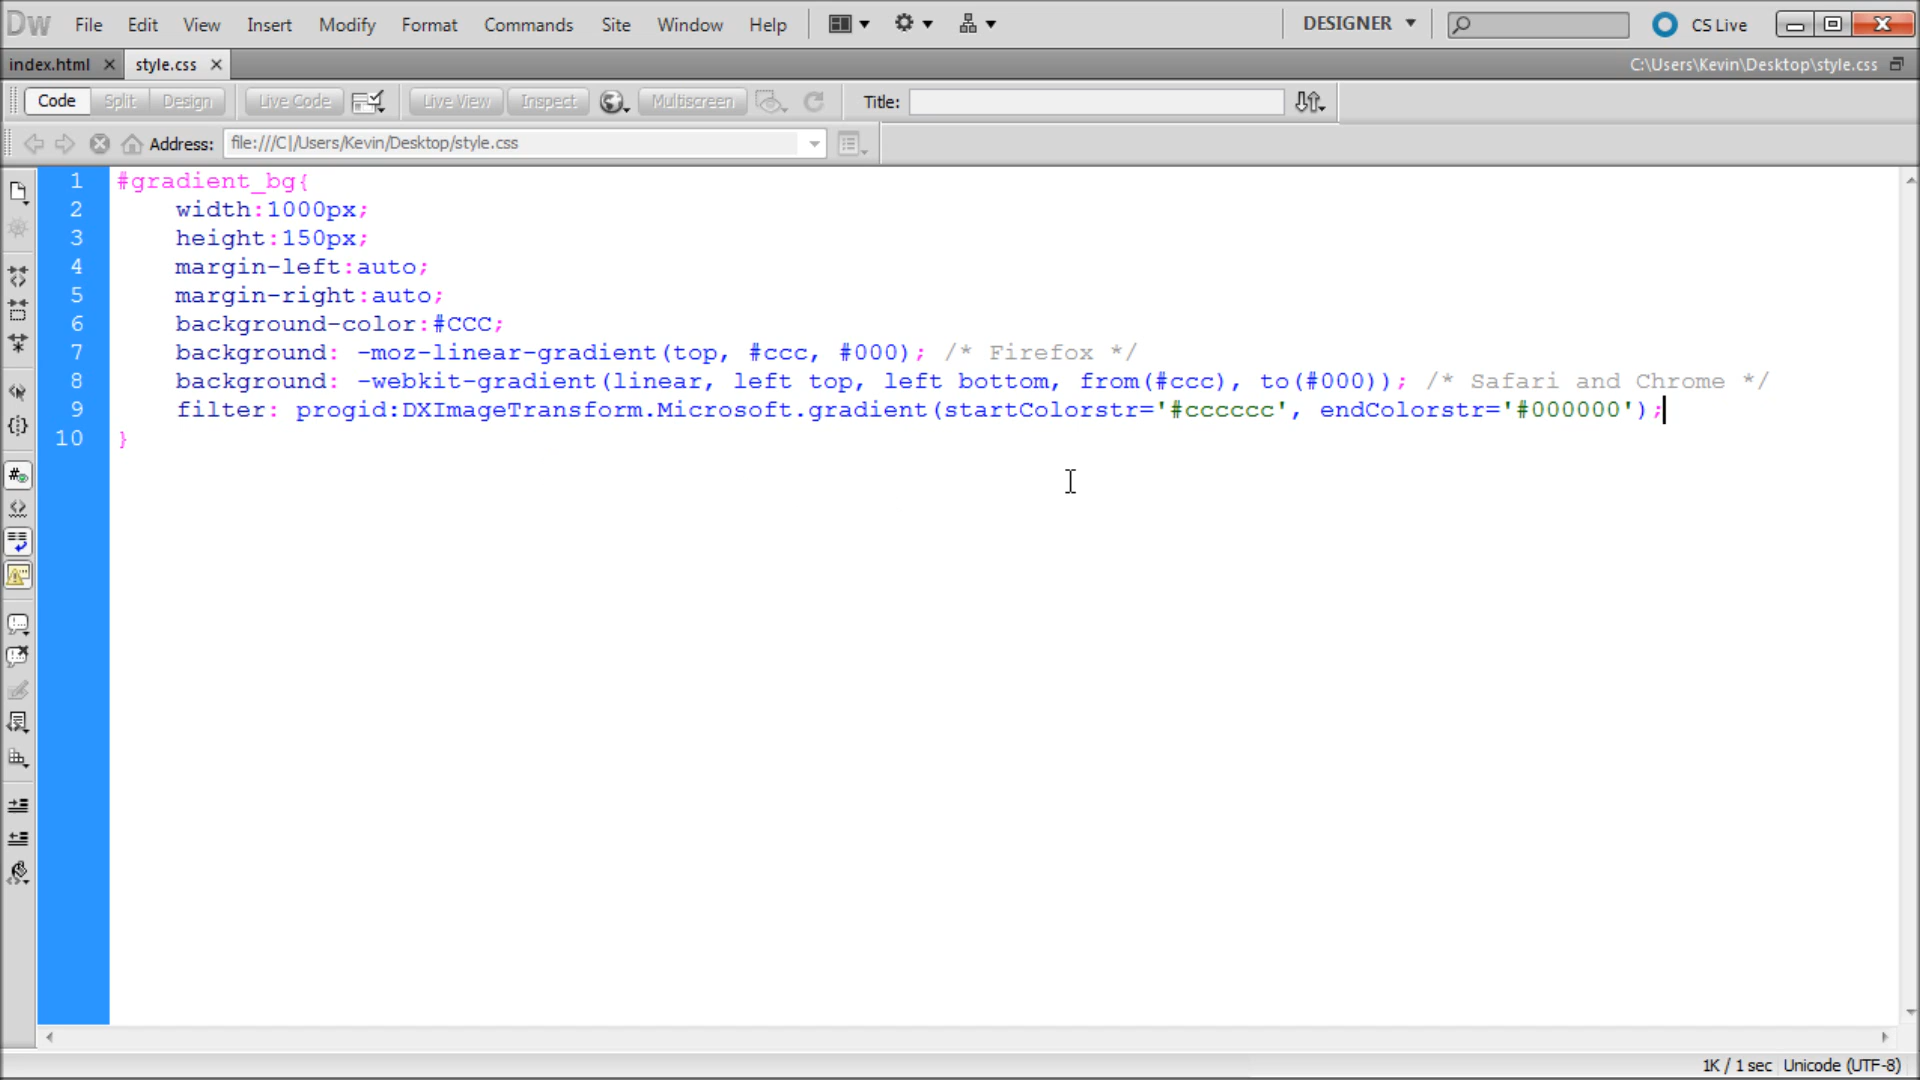 Dw File Edit View Insert Modify Format Commands Site Window Help DESIGNER CS Live
index.html style.css C:\Users\Kevin\Desktop\style.css
Code Split Design Live Code Live View Inspect Multiscreen Title:
Address: file:///C|/Users/Kevin/Desktop/style.css
1 #gradient_bg{
2 width:1000px;
3 height:150px;
4 margin-left:auto;
5 margin-right:auto;
6 background-color:#CCC;
7 background: -moz-linear-gradient(top, #ccc, #000); /* Firefox */
8 background: -webkit-gradient(linear, left top, left bottom, from(#ccc), to(#000)); /* Safari and Chrome */
9 filter: progid:DXImageTransform.Microsoft.gradient(startColorstr='#cccccc', endColorstr='#000000');
10 }
1K / 1 sec Unicode (UTF-8)